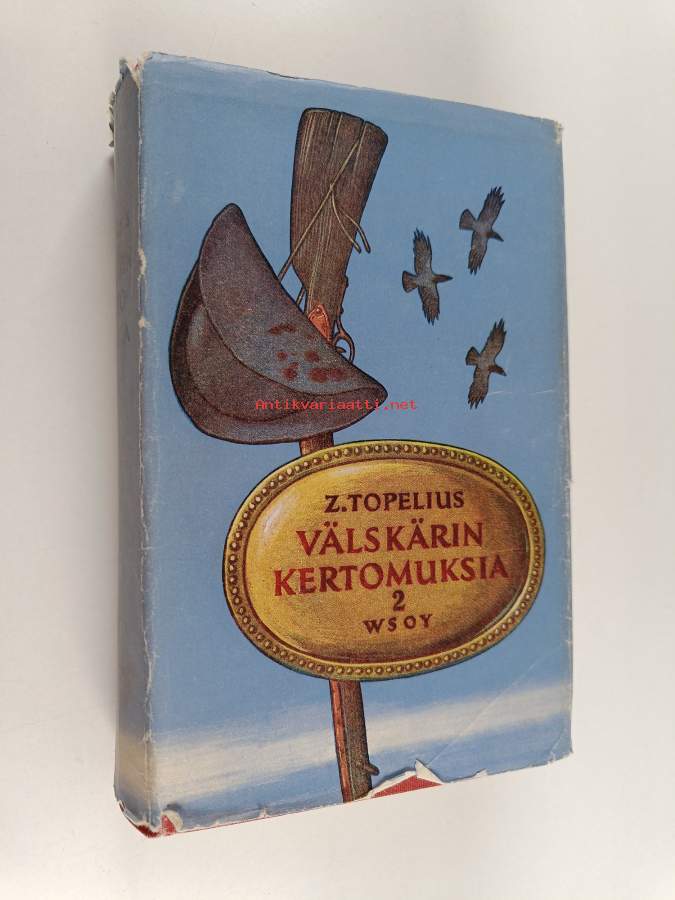 Antikvariaatti.net
Z.TOPELIUS
VÄLSKÄRIN
KERTOMUKSIA
2
WSOY